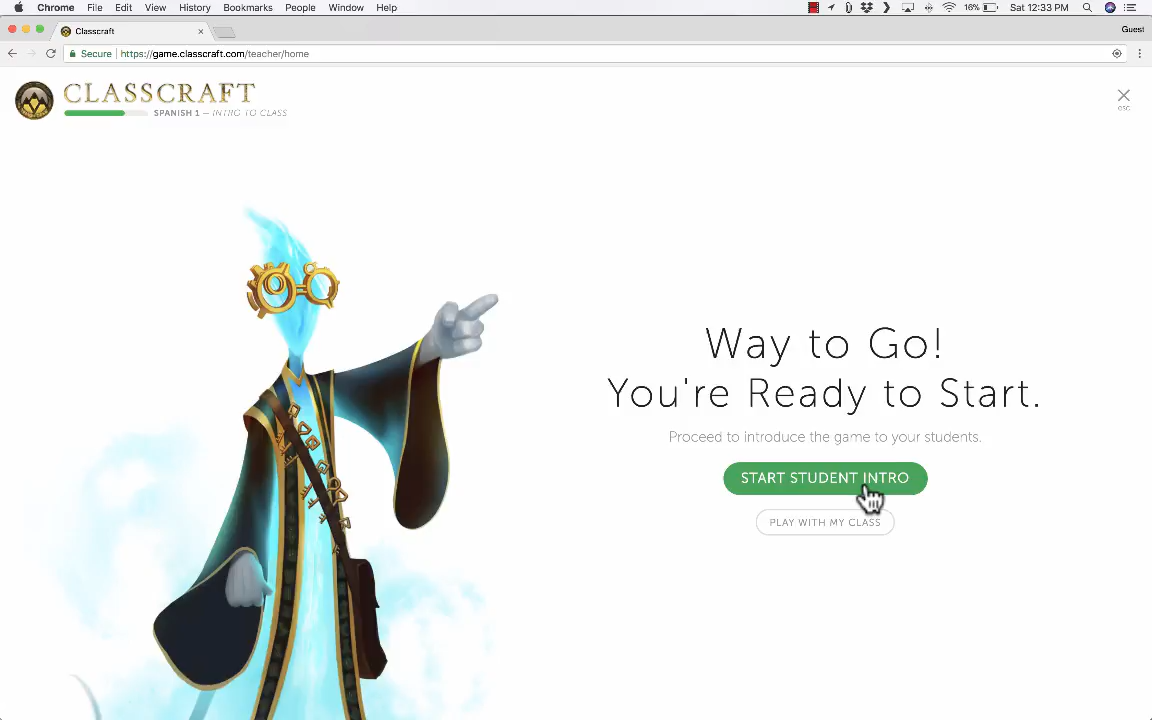 Chrome File Edit View History Bookmarks People Window Help 16% Sat 12:33 PM
Classcraft Guest
Secure https://game.classcraft.com/teacher/home
CLASSCRAFT
SPANISH 1 — INTRO TO CLASS
esc
Way to Go!
You're Ready to Start.
Proceed to introduce the game to your students.
START STUDENT INTRO
PLAY WITH MY CLASS